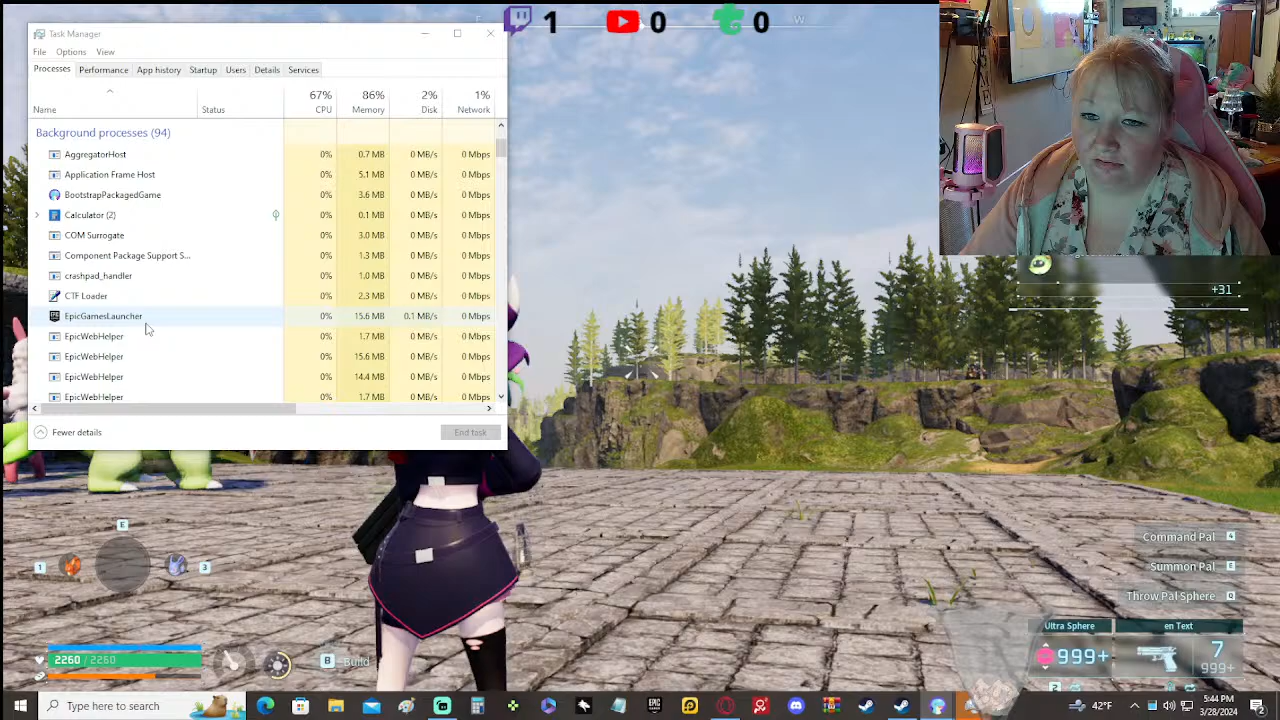 Task Manager
1 0 0 W
File Options View
Processes Performance App history Startup Users Details Services
67% 86% 2% 1%
Name Status CPU Memory Disk Network
Background processes (94)
AggregatorHost 0% 0.7 MB 0 MB/s 0 Mbps
Application Frame Host 0% 5.1 MB 0 MB/s 0 Mbps
BootstrapPackagedGame 0% 3.6 MB 0 MB/s 0 Mbps
Calculator (2) 0% 0.1 MB 0 MB/s 0 Mbps
COM Surrogate 0% 3.0 MB 0 MB/s 0 Mbps
Component Package Support S... 0% 1.3 MB 0 MB/s 0 Mbps
crashpad_handler 0% 1.0 MB 0 MB/s 0 Mbps
CTF Loader 0% 2.3 MB 0 MB/s 0 Mbps
EpicGamesLauncher 0% 15.6 MB 0.1 MB/s 0 Mbps
EpicWebHelper 0% 1.7 MB 0 MB/s 0 Mbps
EpicWebHelper 0% 15.6 MB 0 MB/s 0 Mbps
EpicWebHelper 0% 14.4 MB 0 MB/s 0 Mbps
EpicWebHelper 0% 1.7 MB 0 MB/s 0 Mbps
Fewer details End task
+31
E
1 3
Command Pal 4
Summon Pal E
Throw Pal Sphere Q
Ultra Sphere en Text
999+ 7
999+
2260 / 2260
B Build
2
Type here to search
42°F
5:44 PM
3/28/2024